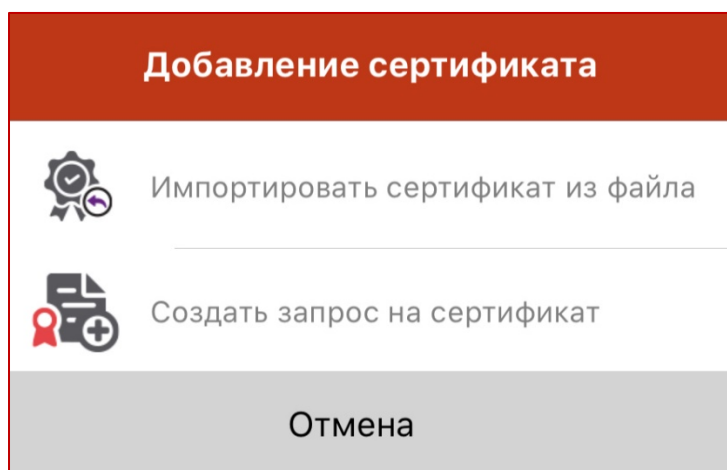 Добавление сертификата
Импортировать сертификат из файла
Создать запрос на сертификат
Отмена